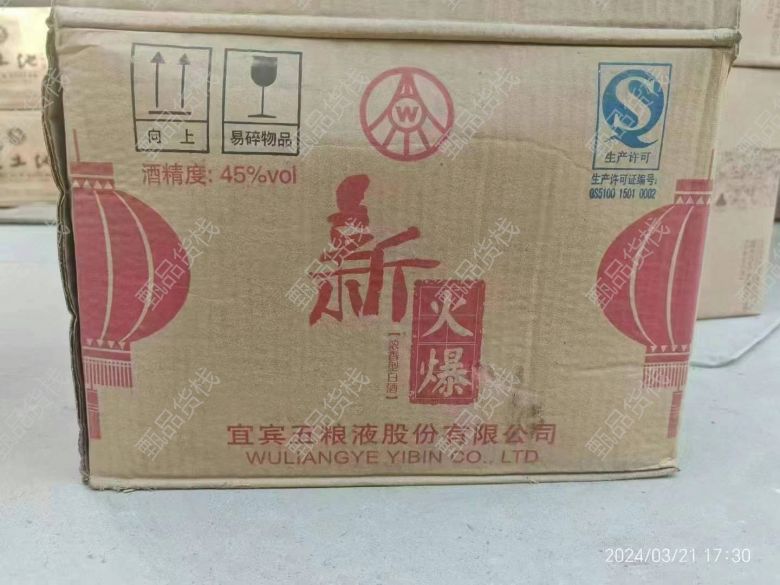 向上
易碎物品
W
QS
生产许可
生产许可证编号:
QS5100 1501 0002
酒精度: 45%vol
新
火爆
【浓香型白酒】
宜宾五粮液股份有限公司
WULIANGYE YIBIN CO., LTD
甄品货栈
土池
2024/03/21 17:30